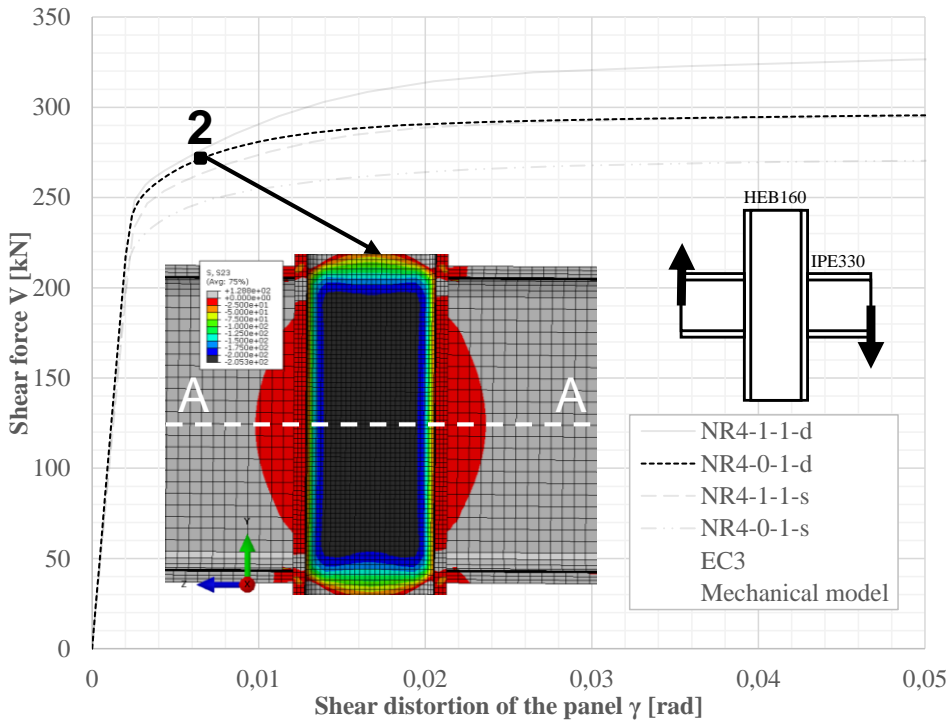 Shear force V [kN]
350
300
250
200
150
100
50
0
0
0,01
0,02
0,03
0,04
0,05
Shear distortion of the panel γ [rad]
2
S, S23
(Avg: 75%)
+1.288e+02
+0.000e+00
-2.500e+01
-5.000e+01
-7.500e+01
-1.000e+02
-1.250e+02
-1.500e+02
-1.750e+02
-2.000e+02
-2.053e+02
A
A
Y
Z
X
HEB160
IPE330
NR4-1-1-d
NR4-0-1-d
NR4-1-1-s
NR4-0-1-s
EC3
Mechanical model